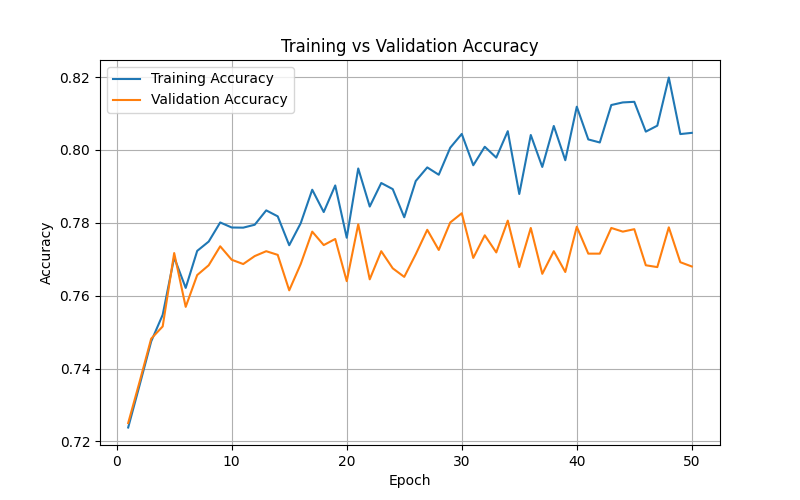 Training vs Validation Accuracy
Training Accuracy
Validation Accuracy
0.82
0.80
0.78
0.76
0.74
0.72
Accuracy
0
10
20
30
40
50
Epoch